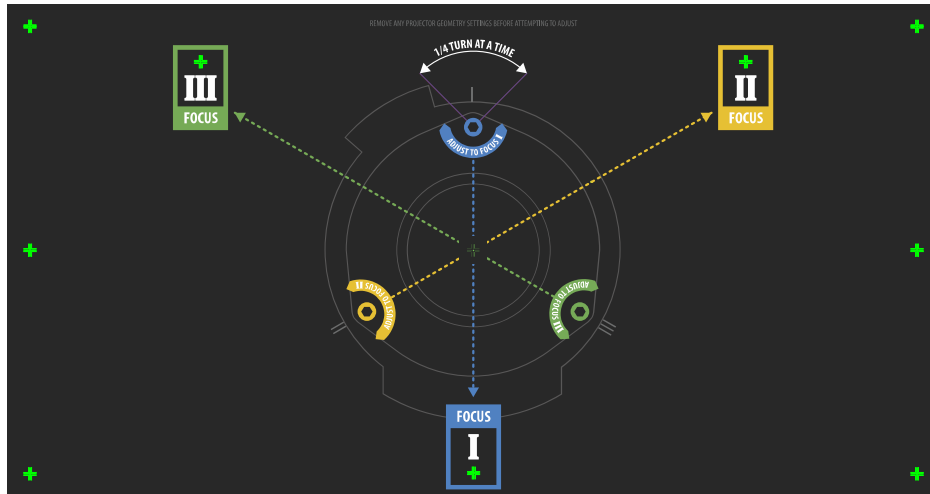 REMOVE ANY PROJECTOR GEOMETRY SETTINGS BEFORE ATTEMPTING TO ADJUST
1/4 TURN AT A TIME
III
FOCUS
II
FOCUS
ADJUST TO FOCUS I
ADJUST TO FOCUS II
ADJUST TO FOCUS III
FOCUS
I